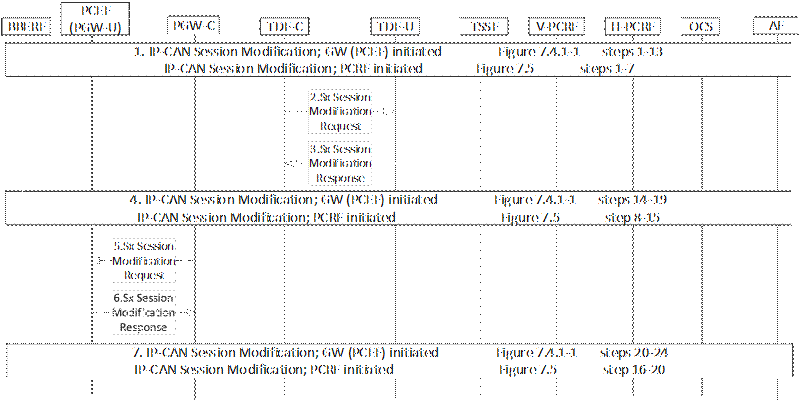 PCEF
BBERF (PGW-U) PGW-C TDF-C TDF-U TSSF V-PCRF H-PCRF OCS AF
1. IP-CAN Session Modification; GW (PCEF) initiated Figure 7.4.1-1 steps 1-13
IP-CAN Session Modification; PCRF initiated Figure 7.5 steps 1-7
2.Sx Session
Modification
Request
3.Sx Session
Modification
Response
4. IP-CAN Session Modification; GW (PCEF) initiated Figure 7.4.1-1 steps 14-19
IP-CAN Session Modification; PCRF initiated Figure 7.5 step 8-15
5.Sx Session
Modification
Request
6.Sx Session
Modification
Response
7. IP-CAN Session Modification; GW (PCEF) initiated Figure 7.4.1-1 steps 20-24
IP-CAN Session Modification; PCRF initiated Figure 7.5 step 16-20